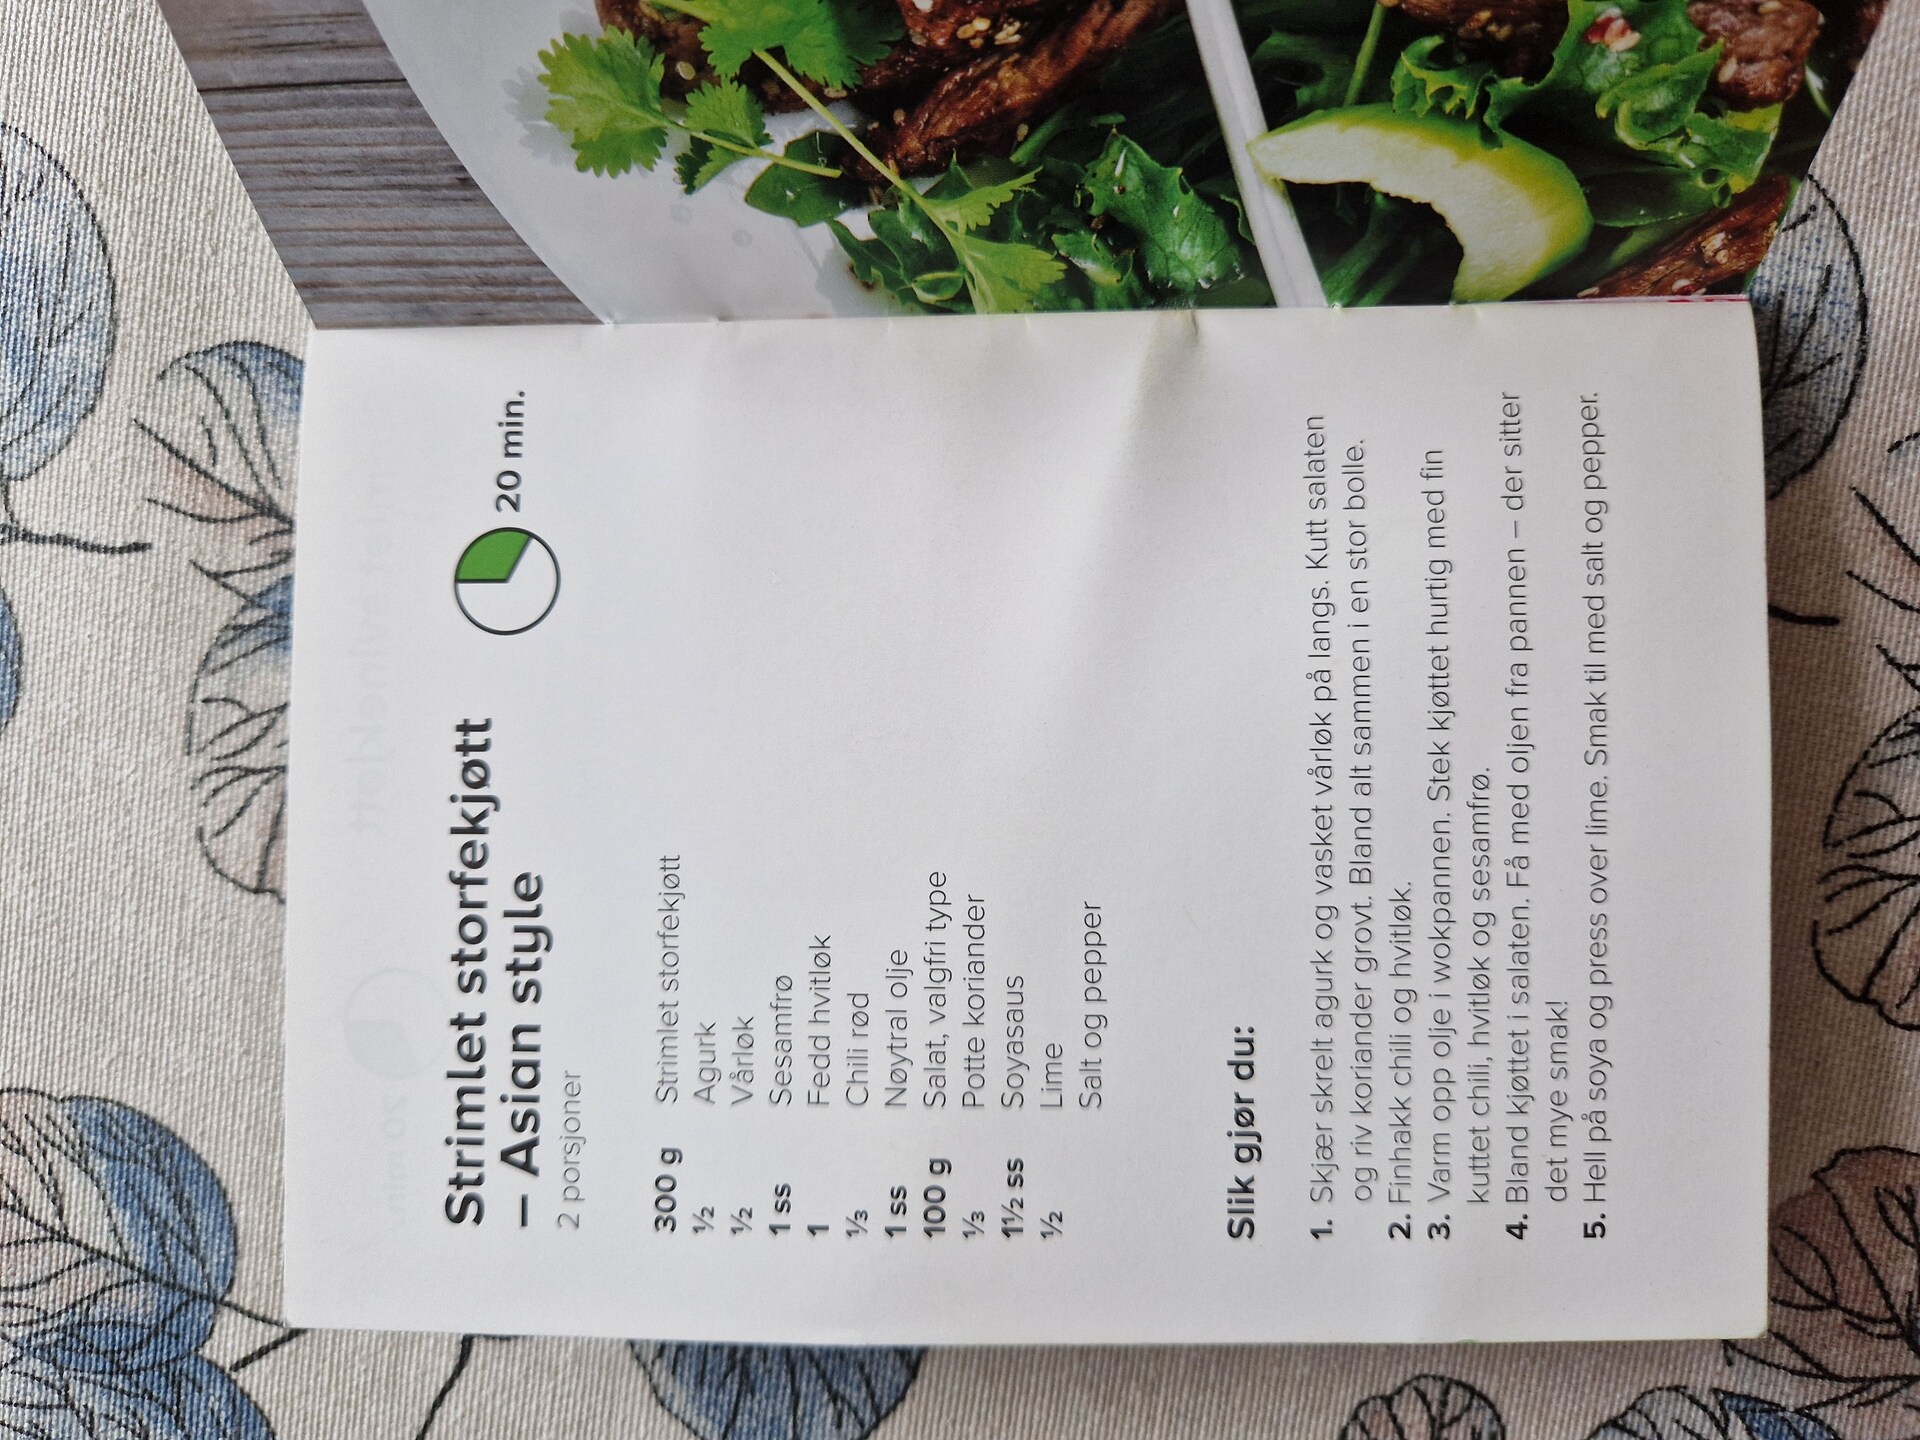 Strimlet storfekjøtt
– Asian style
20 min.
2 porsjoner
300 g Strimlet storfekjøtt
½ Agurk
½ Vårløk
1 ss Sesamfrø
1 Fedd hvitløk
⅓ Chili rød
1 ss Nøytral olje
100 g Salat, valgfri type
⅓ Potte koriander
1½ ss Soyasaus
½ Lime
Salt og pepper
Slik gjør du:
1. Skjær skrelt agurk og vasket vårløk på langs. Kutt salaten
og riv koriander grovt. Bland alt sammen i en stor bolle.
2. Finhakk chili og hvitløk.
3. Varm opp olje i wokpannen. Stek kjøttet hurtig med fin
kuttet chili, hvitløk og sesamfrø.
4. Bland kjøttet i salaten. Få med oljen fra pannen – der sitter
det mye smak!
5. Hell på soya og press over lime. Smak til med salt og pepper.